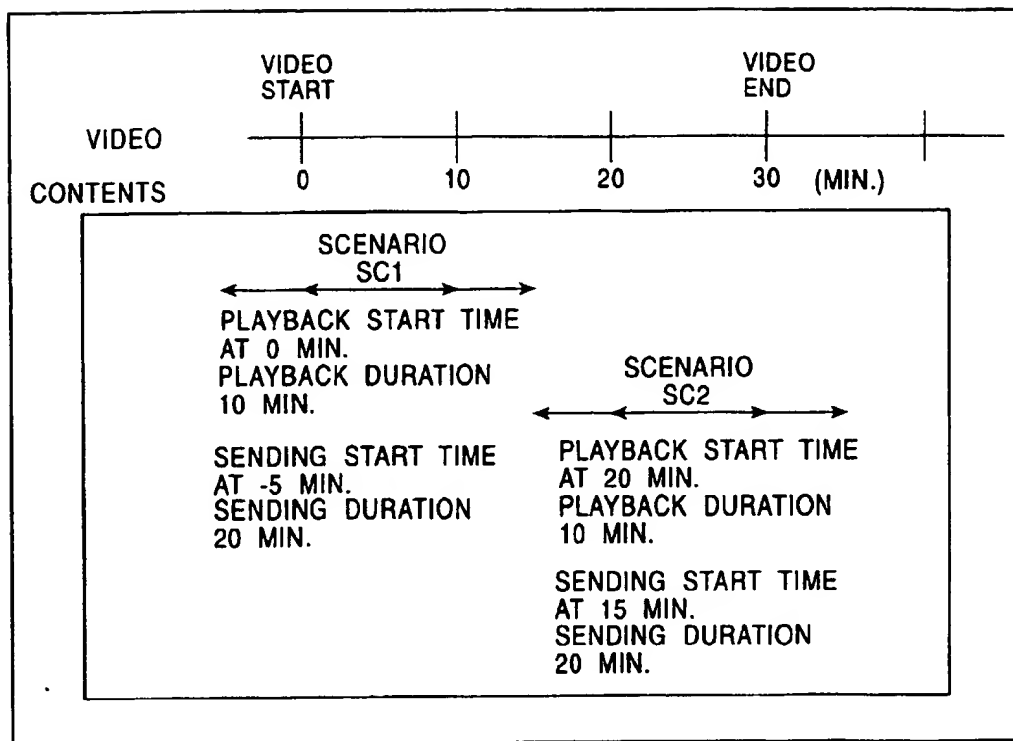 VIDEO START
VIDEO END
VIDEO
0 10 20 30 (MIN.)
CONTENTS
SCENARIO
SC1
PLAYBACK START TIME
AT 0 MIN.
PLAYBACK DURATION
10 MIN.
SENDING START TIME
AT -5 MIN.
SENDING DURATION
20 MIN.
SCENARIO
SC2
PLAYBACK START TIME
AT 20 MIN.
PLAYBACK DURATION
10 MIN.
SENDING START TIME
AT 15 MIN.
SENDING DURATION
20 MIN.